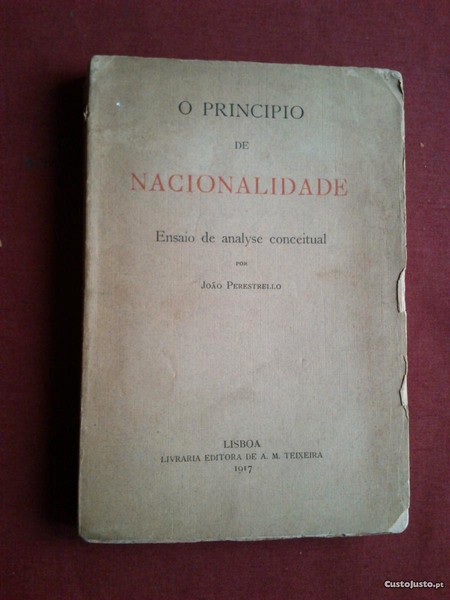 O PRINCIPIO
DE
NACIONALIDADE
Ensaio de analyse conceitual
POR
JOÃO PERESTRELLO
LISBOA
LIVRARIA EDITORA DE A. M. TEIXEIRA
1917
CustoJusto.pt